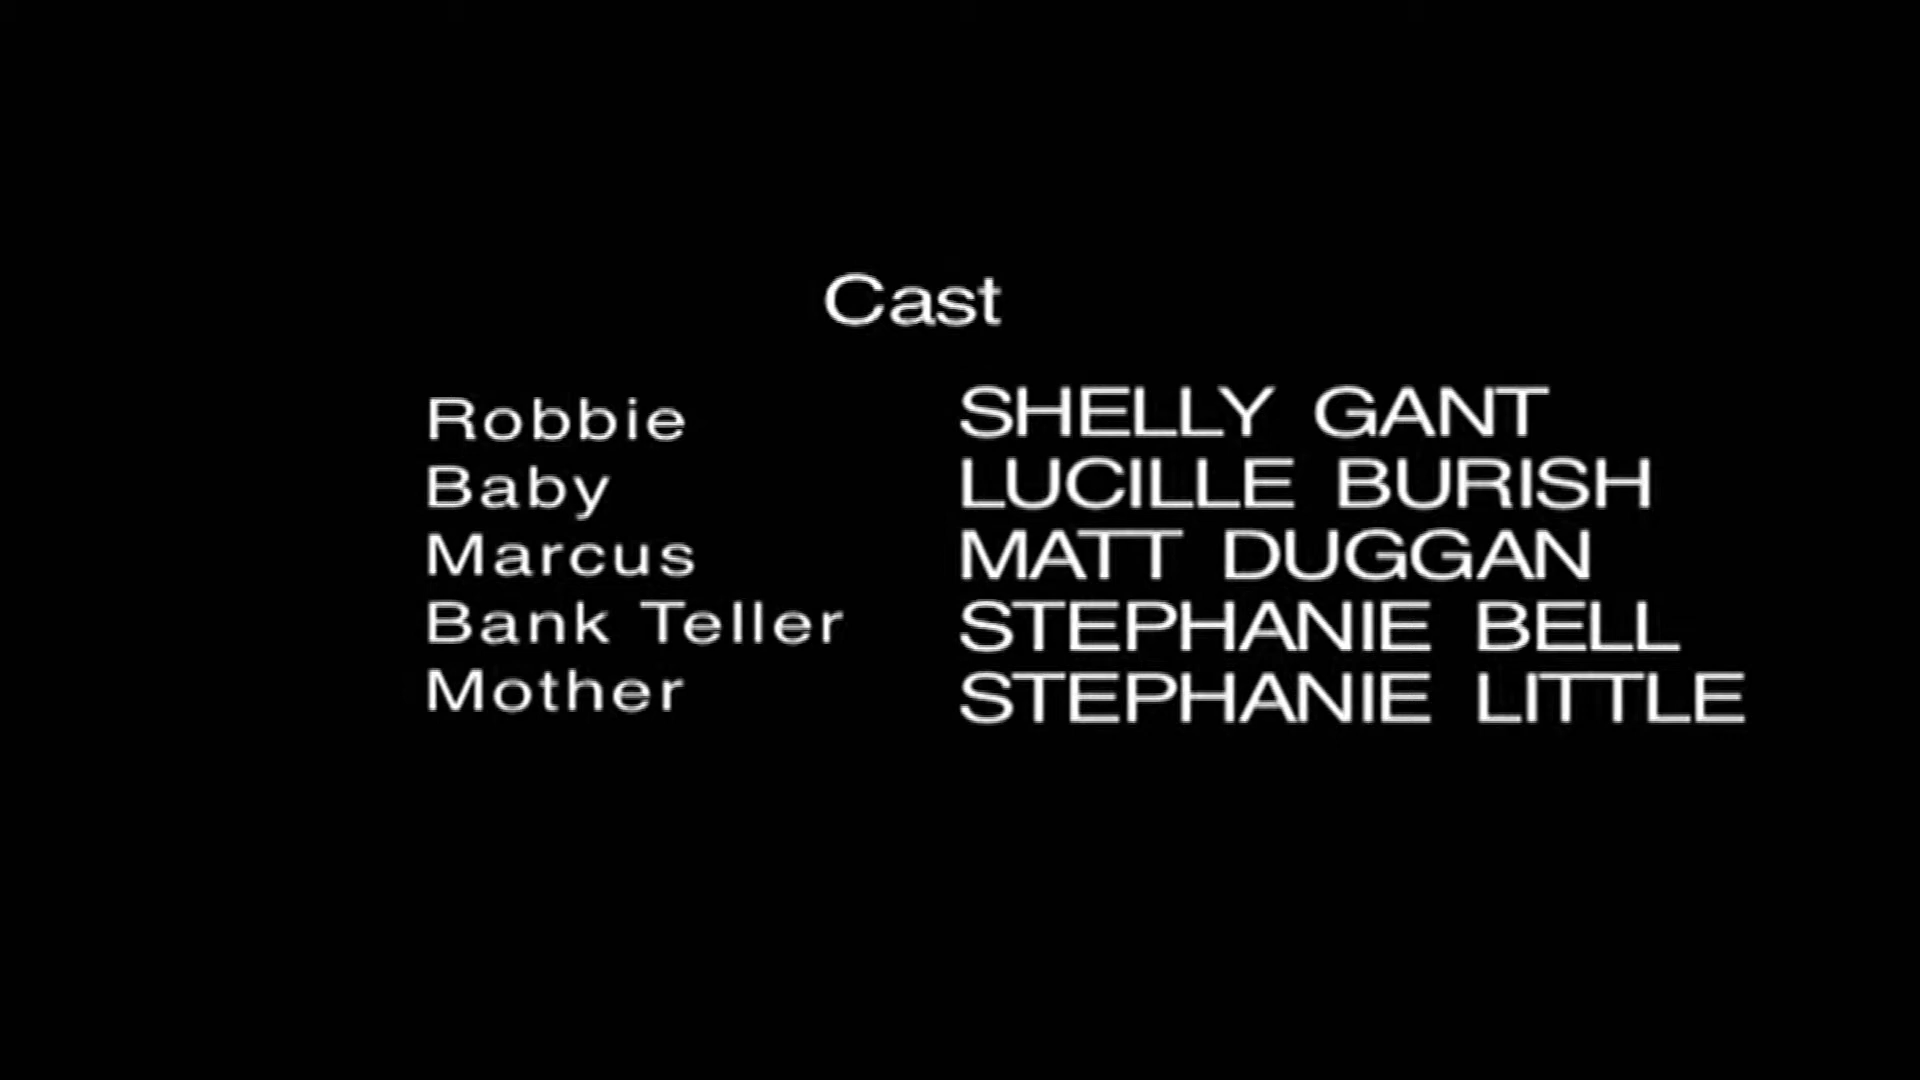 Cast
Robbie SHELLY GANT
Baby LUCILLE BURISH
Marcus MATT DUGGAN
Bank Teller STEPHANIE BELL
Mother STEPHANIE LITTLE